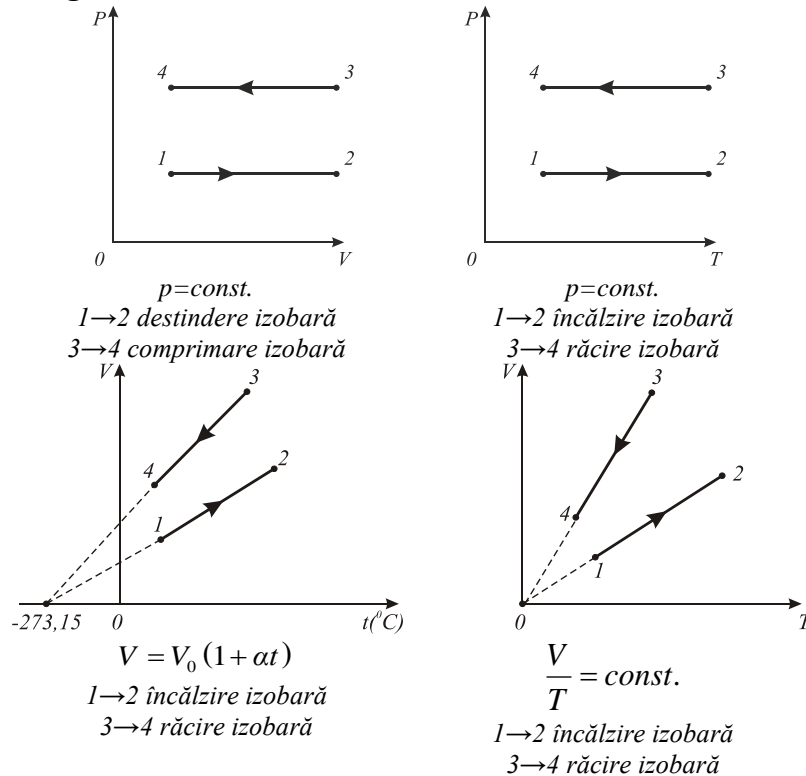 P
4 3
1 2
0 V
p=const.
1→2 destindere izobară
3→4 comprimare izobară
P
4 3
1 2
0 T
p=const.
1→2 încălzire izobară
3→4 răcire izobară
V
3
4 2
1
-273,15 0 t(⁰C)
V = V₀ (1 + αt)
1→2 încălzire izobară
3→4 răcire izobară
V
3
2
4
1
0 T
V/T = const.
1→2 încălzire izobară
3→4 răcire izobară